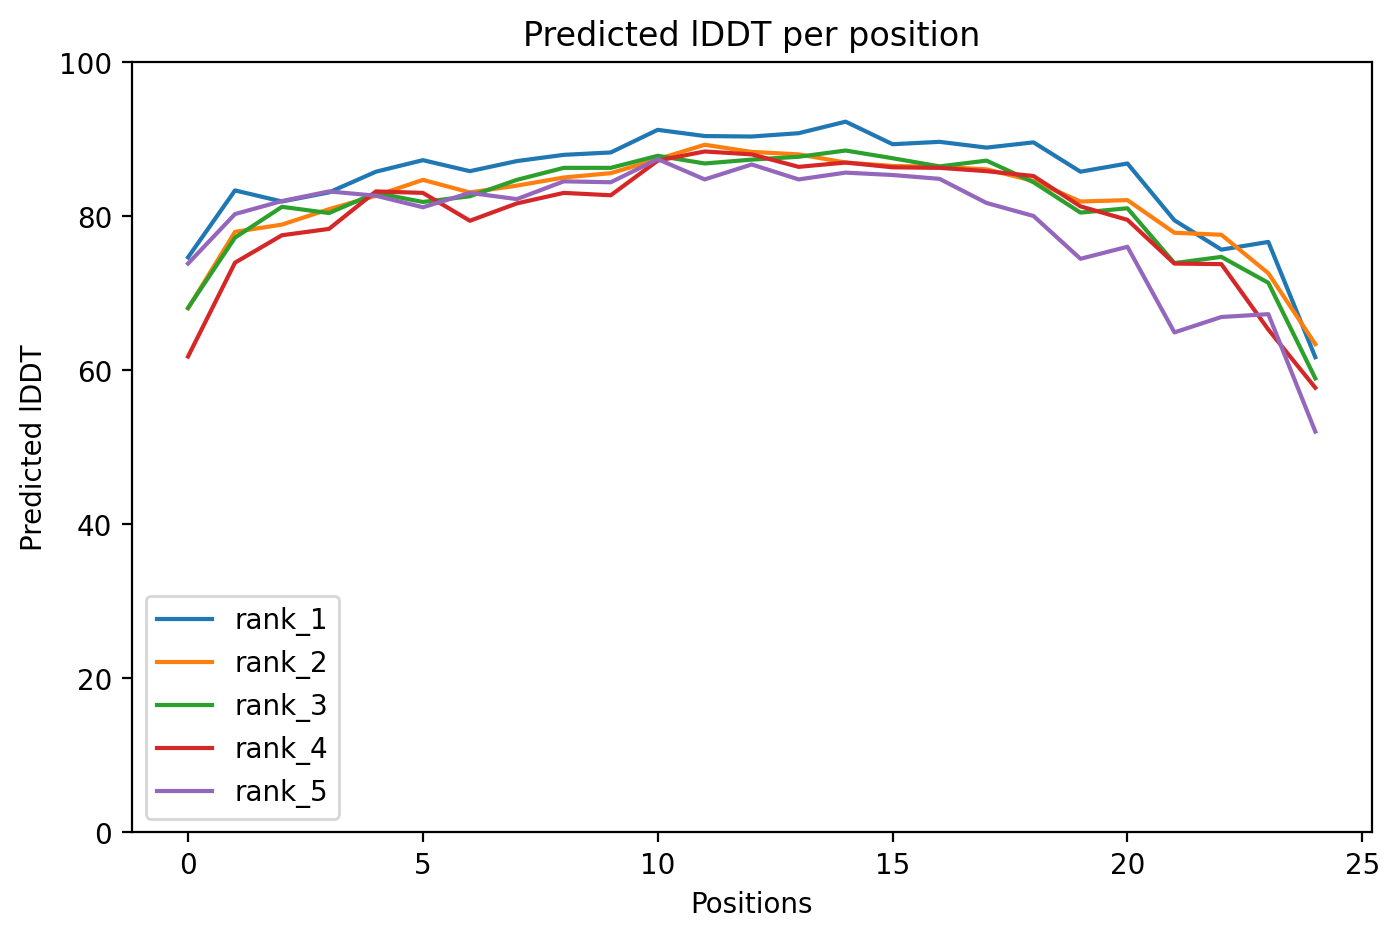 Predicted lDDT per position
Predicted lDDT
100
80
60
40
20
0
rank_1
rank_2
rank_3
rank_4
rank_5
0 5 10 15 20 25
Positions